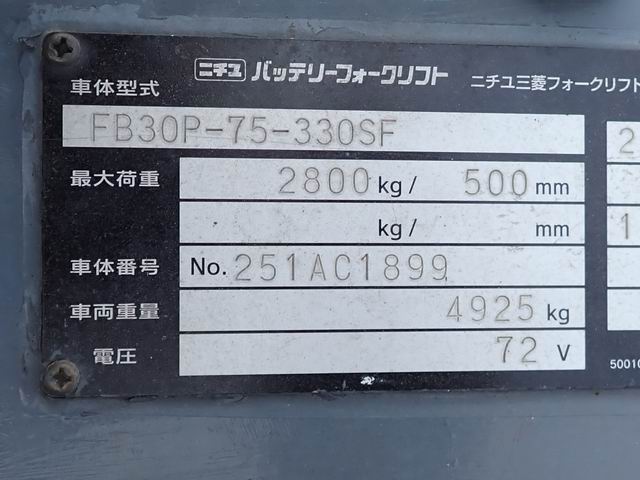 ニチユ バッテリーフォークリフト ニチユ三菱フォークリフト
車体型式
FB30P-75-330SF
最大荷重 2800 kg/ 500 mm
kg/ mm
車体番号 No. 251AC1899
車両重量 4925 kg
電圧 72 V